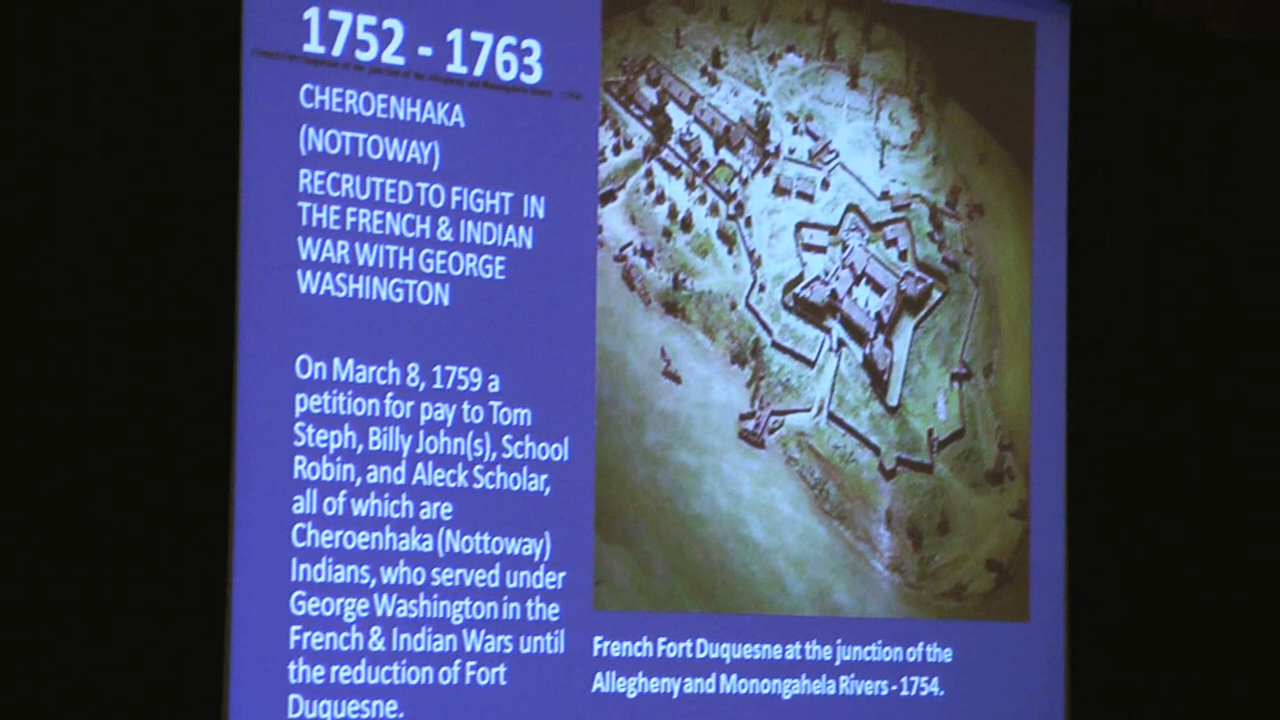 1752 - 1763
CHEROENHAKA
(NOTTOWAY)
RECRUTED TO FIGHT IN
THE FRENCH & INDIAN
WAR WITH GEORGE
WASHINGTON
On March 8, 1759 a
petition for pay to Tom
Steph, Billy John(s), School
Robin, and Aleck Scholar,
all of which are
Cheroenhaka (Nottoway)
Indians, who served under
George Washington in the
French & Indian Wars until
the reduction of Fort
Duquesne.
French Fort Duquesne at the junction of the
Allegheny and Monongahela Rivers - 1754.